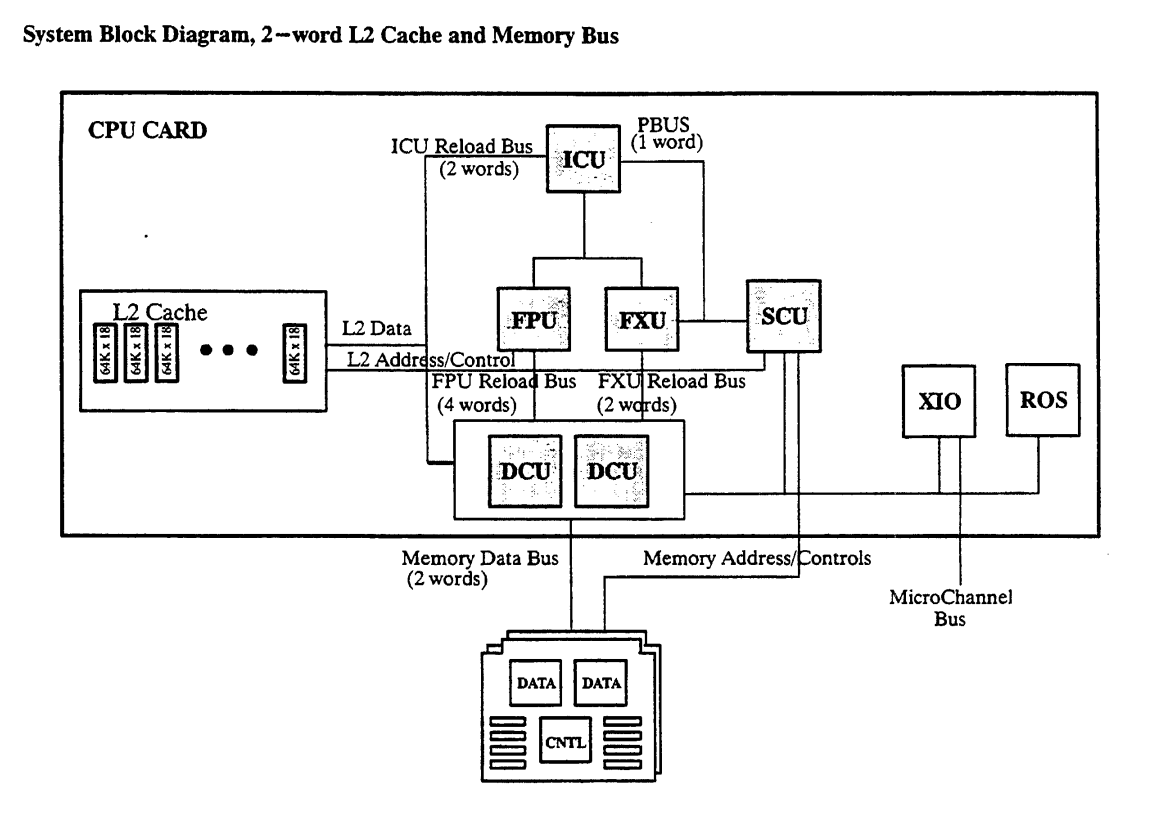 System Block Diagram, 2-word L2 Cache and Memory Bus
CPU CARD
ICU Reload Bus
(2 words)
ICU
PBUS
(1 word)
L2 Cache
64K x 18
64K x 18
64K x 18
64K x 18
L2 Data
L2 Address/Control
FPU
FXU
SCU
FPU Reload Bus
(4 words)
FXU Reload Bus
(2 words)
XIO
ROS
DCU
DCU
Memory Data Bus
(2 words)
Memory Address/Controls
MicroChannel
Bus
DATA
DATA
CNTL